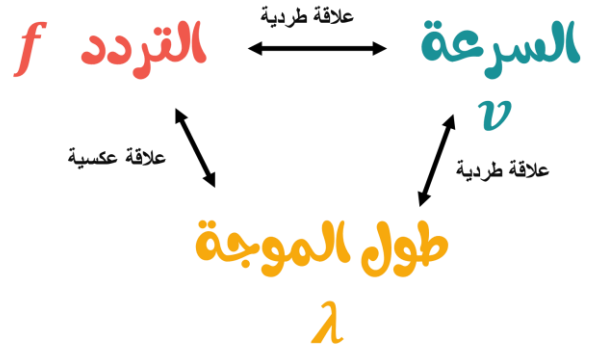 علاقة طردية
السرعة
التردد f
v
علاقة طردية
علاقة عكسية
طول الموجة
λ